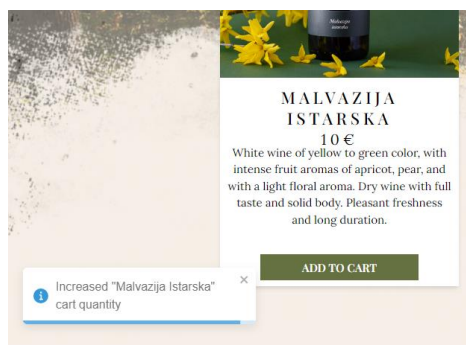 Malvazija
istarska
MALVAZIJA
ISTARSKA
10 €
White wine of yellow to green color, with
intense fruit aromas of apricot, pear, and
with a light floral aroma. Dry wine with full
taste and solid body. Pleasant freshness
and long duration.
ADD TO CART
Increased "Malvazija Istarska"
cart quantity